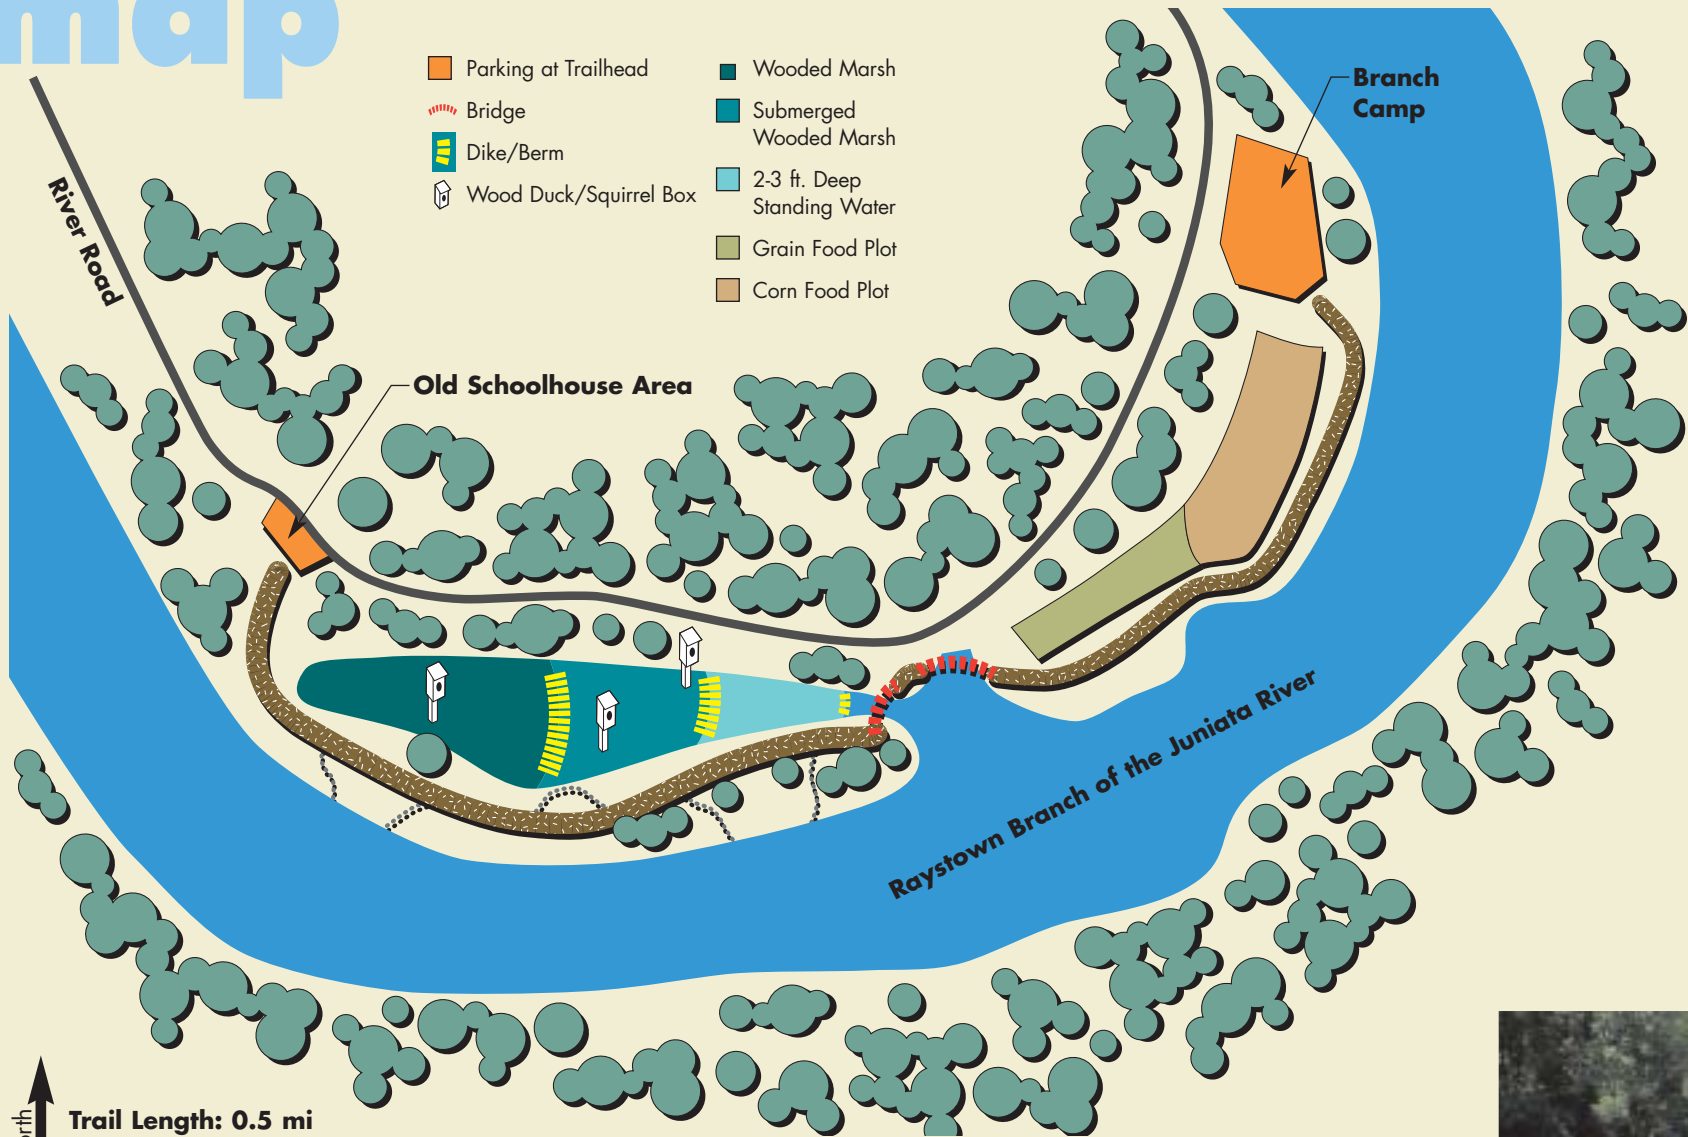 map
Parking at Trailhead
Bridge
Dike/Berm
Wood Duck/Squirrel Box
Wooded Marsh
Submerged
Wooded Marsh
2-3 ft. Deep
Standing Water
Grain Food Plot
Corn Food Plot
Branch
Camp
River Road
Old Schoolhouse Area
Raystown Branch of the Juniata River
orth
Trail Length: 0.5 mi